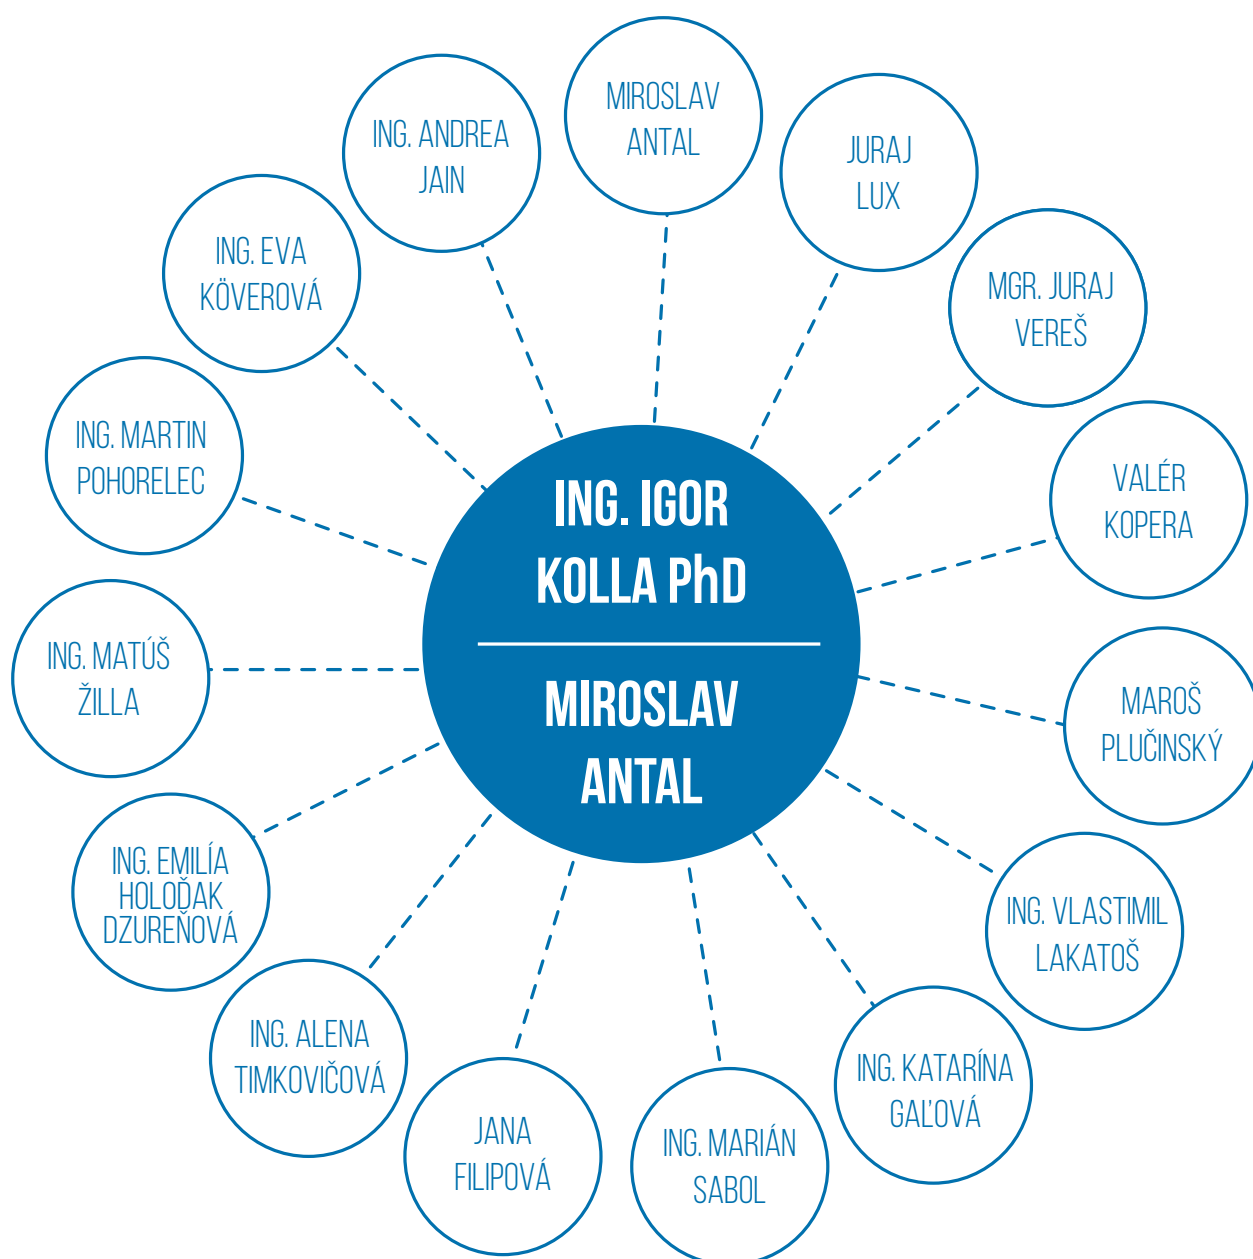 MIROSLAV
ANTAL
JURAJ
LUX
MGR. JURAJ
VEREŠ
VALÉR
KOPERA
MAROŠ
PLUČINSKÝ
ING. VLASTIMIL
LAKATOŠ
ING. KATARÍNA
GAĽOVÁ
ING. MARIÁN
SABOL
JANA
FILIPOVÁ
ING. ALENA
TIMKOVIČOVÁ
ING. EMILÍA
HOLOĎAK
DZUREŇOVÁ
ING. MATÚŠ
ŽILLA
ING. MARTIN
POHORELEC
ING. EVA
KÖVEROVÁ
ING. ANDREA
JAIN
ING. IGOR
KOLLA PhD
MIROSLAV
ANTAL